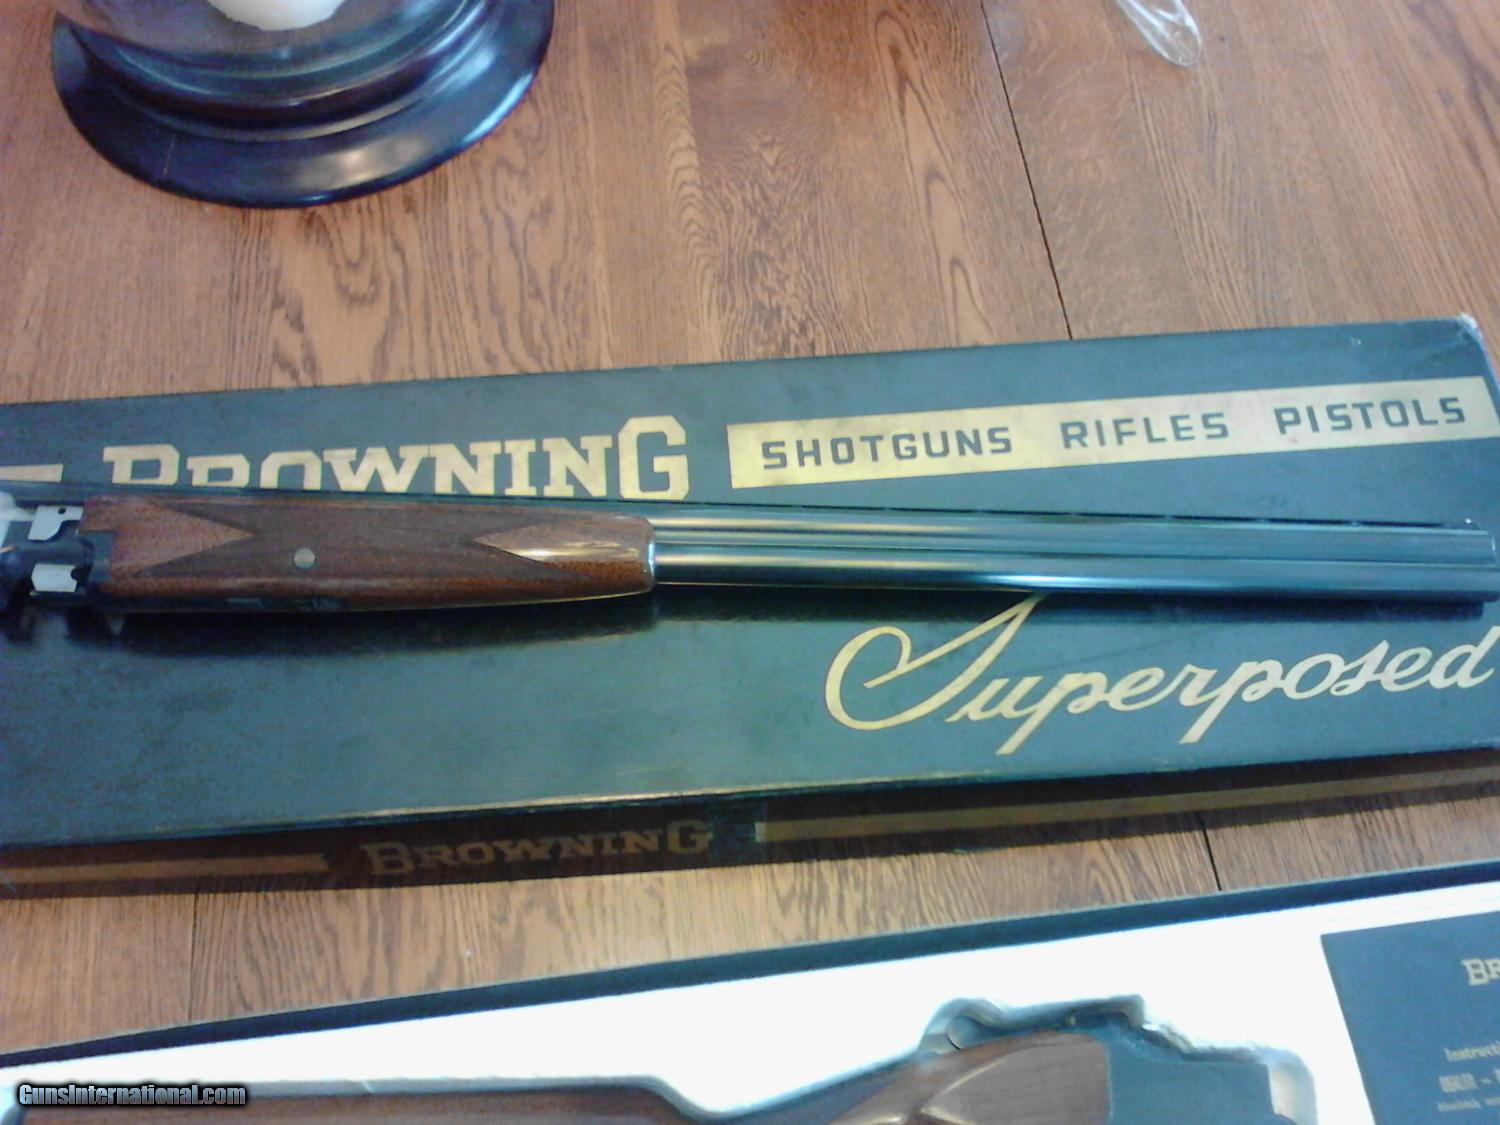 BROWNING
SHOTGUNS RIFLES PISTOLS
Superposed
BROWNING
GunsInternational.com